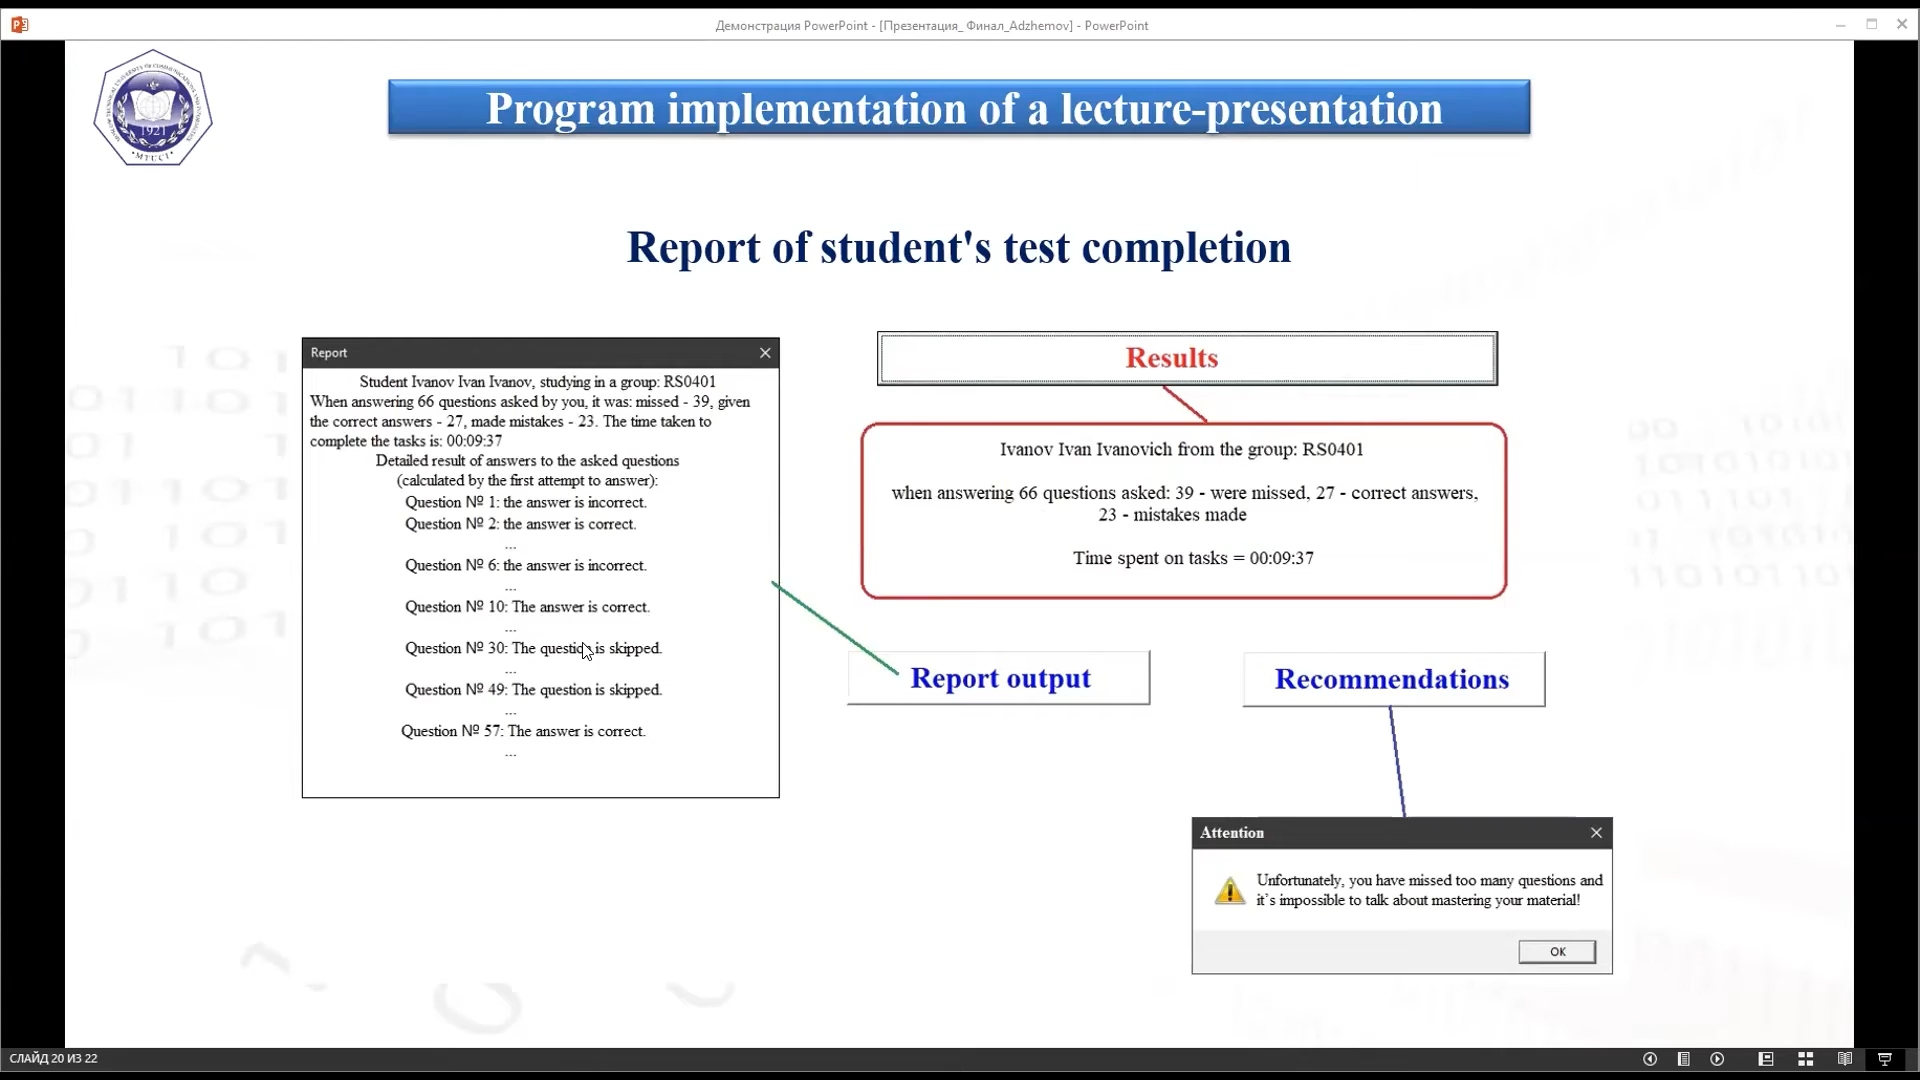 Демонстрация PowerPoint - [Презентация_ Финал_Adzhemov] - PowerPoint
1921
• MTUCI •
Program implementation of a lecture-presentation
Report of student's test completion
Report
Student Ivanov Ivan Ivanov, studying in a group: RS0401
When answering 66 questions asked by you, it was: missed - 39, given
the correct answers - 27, made mistakes - 23. The time taken to
complete the tasks is: 00:09:37
Detailed result of answers to the asked questions
(calculated by the first attempt to answer):
Question № 1: the answer is incorrect.
Question № 2: the answer is correct.
...
Question № 6: the answer is incorrect.
...
Question № 10: The answer is correct.
...
Question № 30: The question is skipped.
...
Question № 49: The question is skipped.
...
Question № 57: The answer is correct.
...
Results
Ivanov Ivan Ivanovich from the group: RS0401
when answering 66 questions asked: 39 - were missed, 27 - correct answers,
23 - mistakes made
Time spent on tasks = 00:09:37
Report output
Recommendations
Attention
Unfortunately, you have missed too many questions and
it’s impossible to talk about mastering your material!
OK
СЛАЙД 20 ИЗ 22